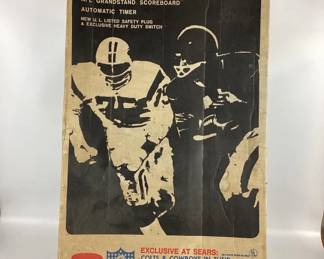 NFL GRANDSTAND SCOREBOARD
AUTOMATIC TIMER
NEW U. L. LISTED SAFETY PLUG
& EXCLUSIVE HEAVY DUTY SWITCH
EXCLUSIVE AT SEARS:
COLTS & COWBOYS IN THEIR